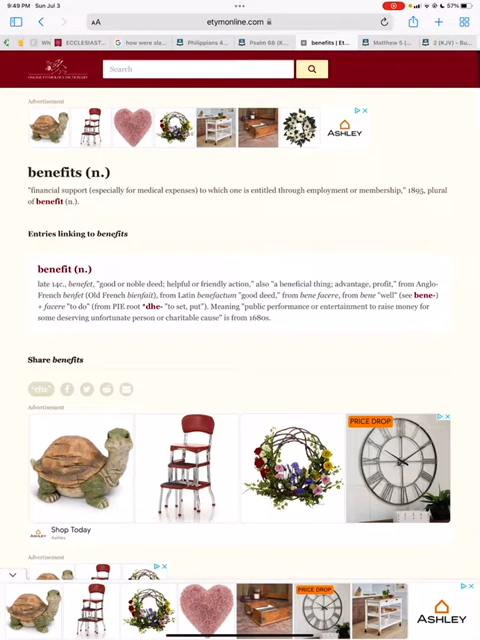 9:49 PM Sun Jul 3
57%
AA
etymonline.com
WN
ECCLESIAST...
how were sla...
Philippians 4...
Psalm 68 (K...
benefits | Et...
Matthew 5 (...
2 (KJV) - Bu...
ONLINE ETYMOLOGY DICTIONARY
Search
Advertisement
ASHLEY
benefits (n.)
"financial support (especially for medical expenses) to which one is entitled through employment or membership," 1895, plural
of benefit (n.).
Entries linking to benefits
benefit (n.)
late 14c., benefet, "good or noble deed; helpful or friendly action," also "a beneficial thing; advantage, profit," from Anglo-
French benfet (Old French bienfait), from Latin benefactum "good deed," from bene facere, from bene "well" (see bene-)
+ facere "to do" (from PIE root *dhe- "to set, put"). Meaning "public performance or entertainment to raise money for
some deserving unfortunate person or charitable cause" is from 1680s.
Share benefits
Advertisement
PRICE DROP
Shop Today
Ashley
ASHLEY
Advertisement
PRICE DROP
ASHLEY